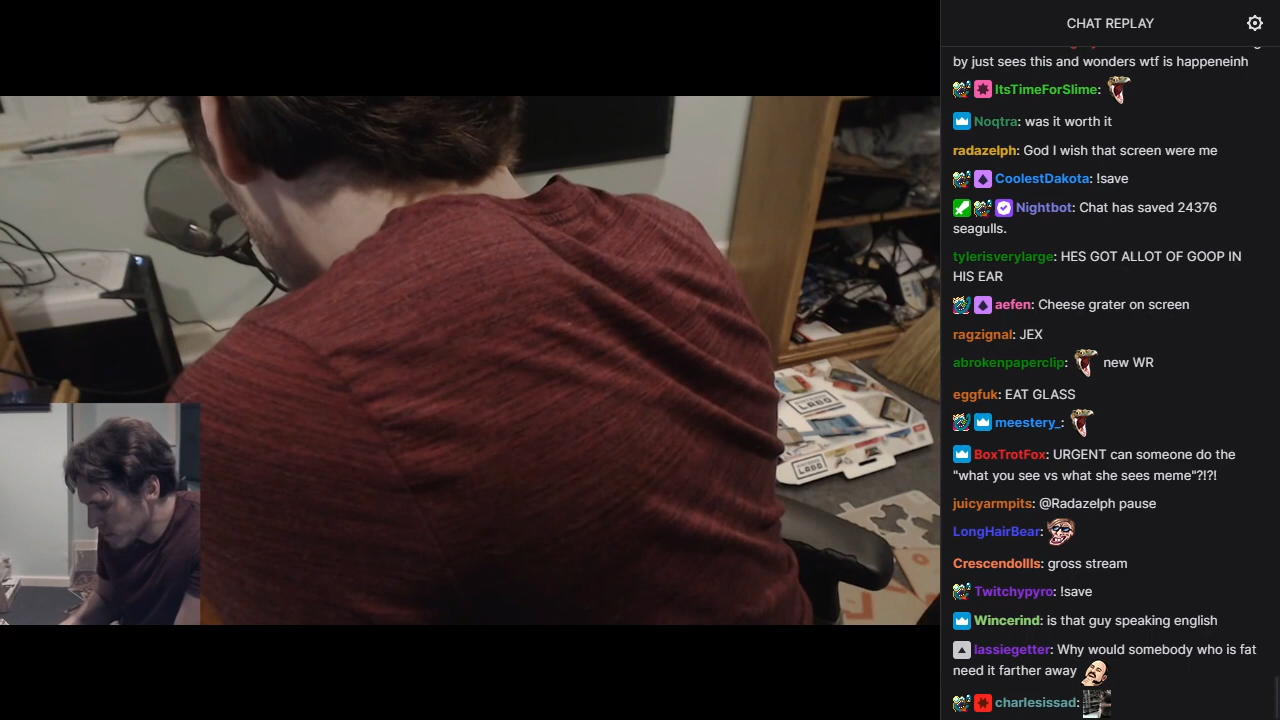 CHAT REPLAY
by just sees this and wonders wtf is happeneinh
ItsTimeForSlime:
Noqtra: was it worth it
radazelph: God I wish that screen were me
CoolestDakota: !save
Nightbot: Chat has saved 24376
seagulls.
tylerisverylarge: HES GOT ALLOT OF GOOP IN
HIS EAR
aefen: Cheese grater on screen
ragzignal: JEX
abrokenpaperclip: new WR
eggfuk: EAT GLASS
meestery_:
BoxTrotFox: URGENT can someone do the
"what you see vs what she sees meme"?!?!
juicyarmpits: @Radazelph pause
LongHairBear:
Crescendollls: gross stream
Twitchypyro: !save
Wincerind: is that guy speaking english
lassiegetter: Why would somebody who is fat
need it farther away
charlesissad:
LABO
LABO